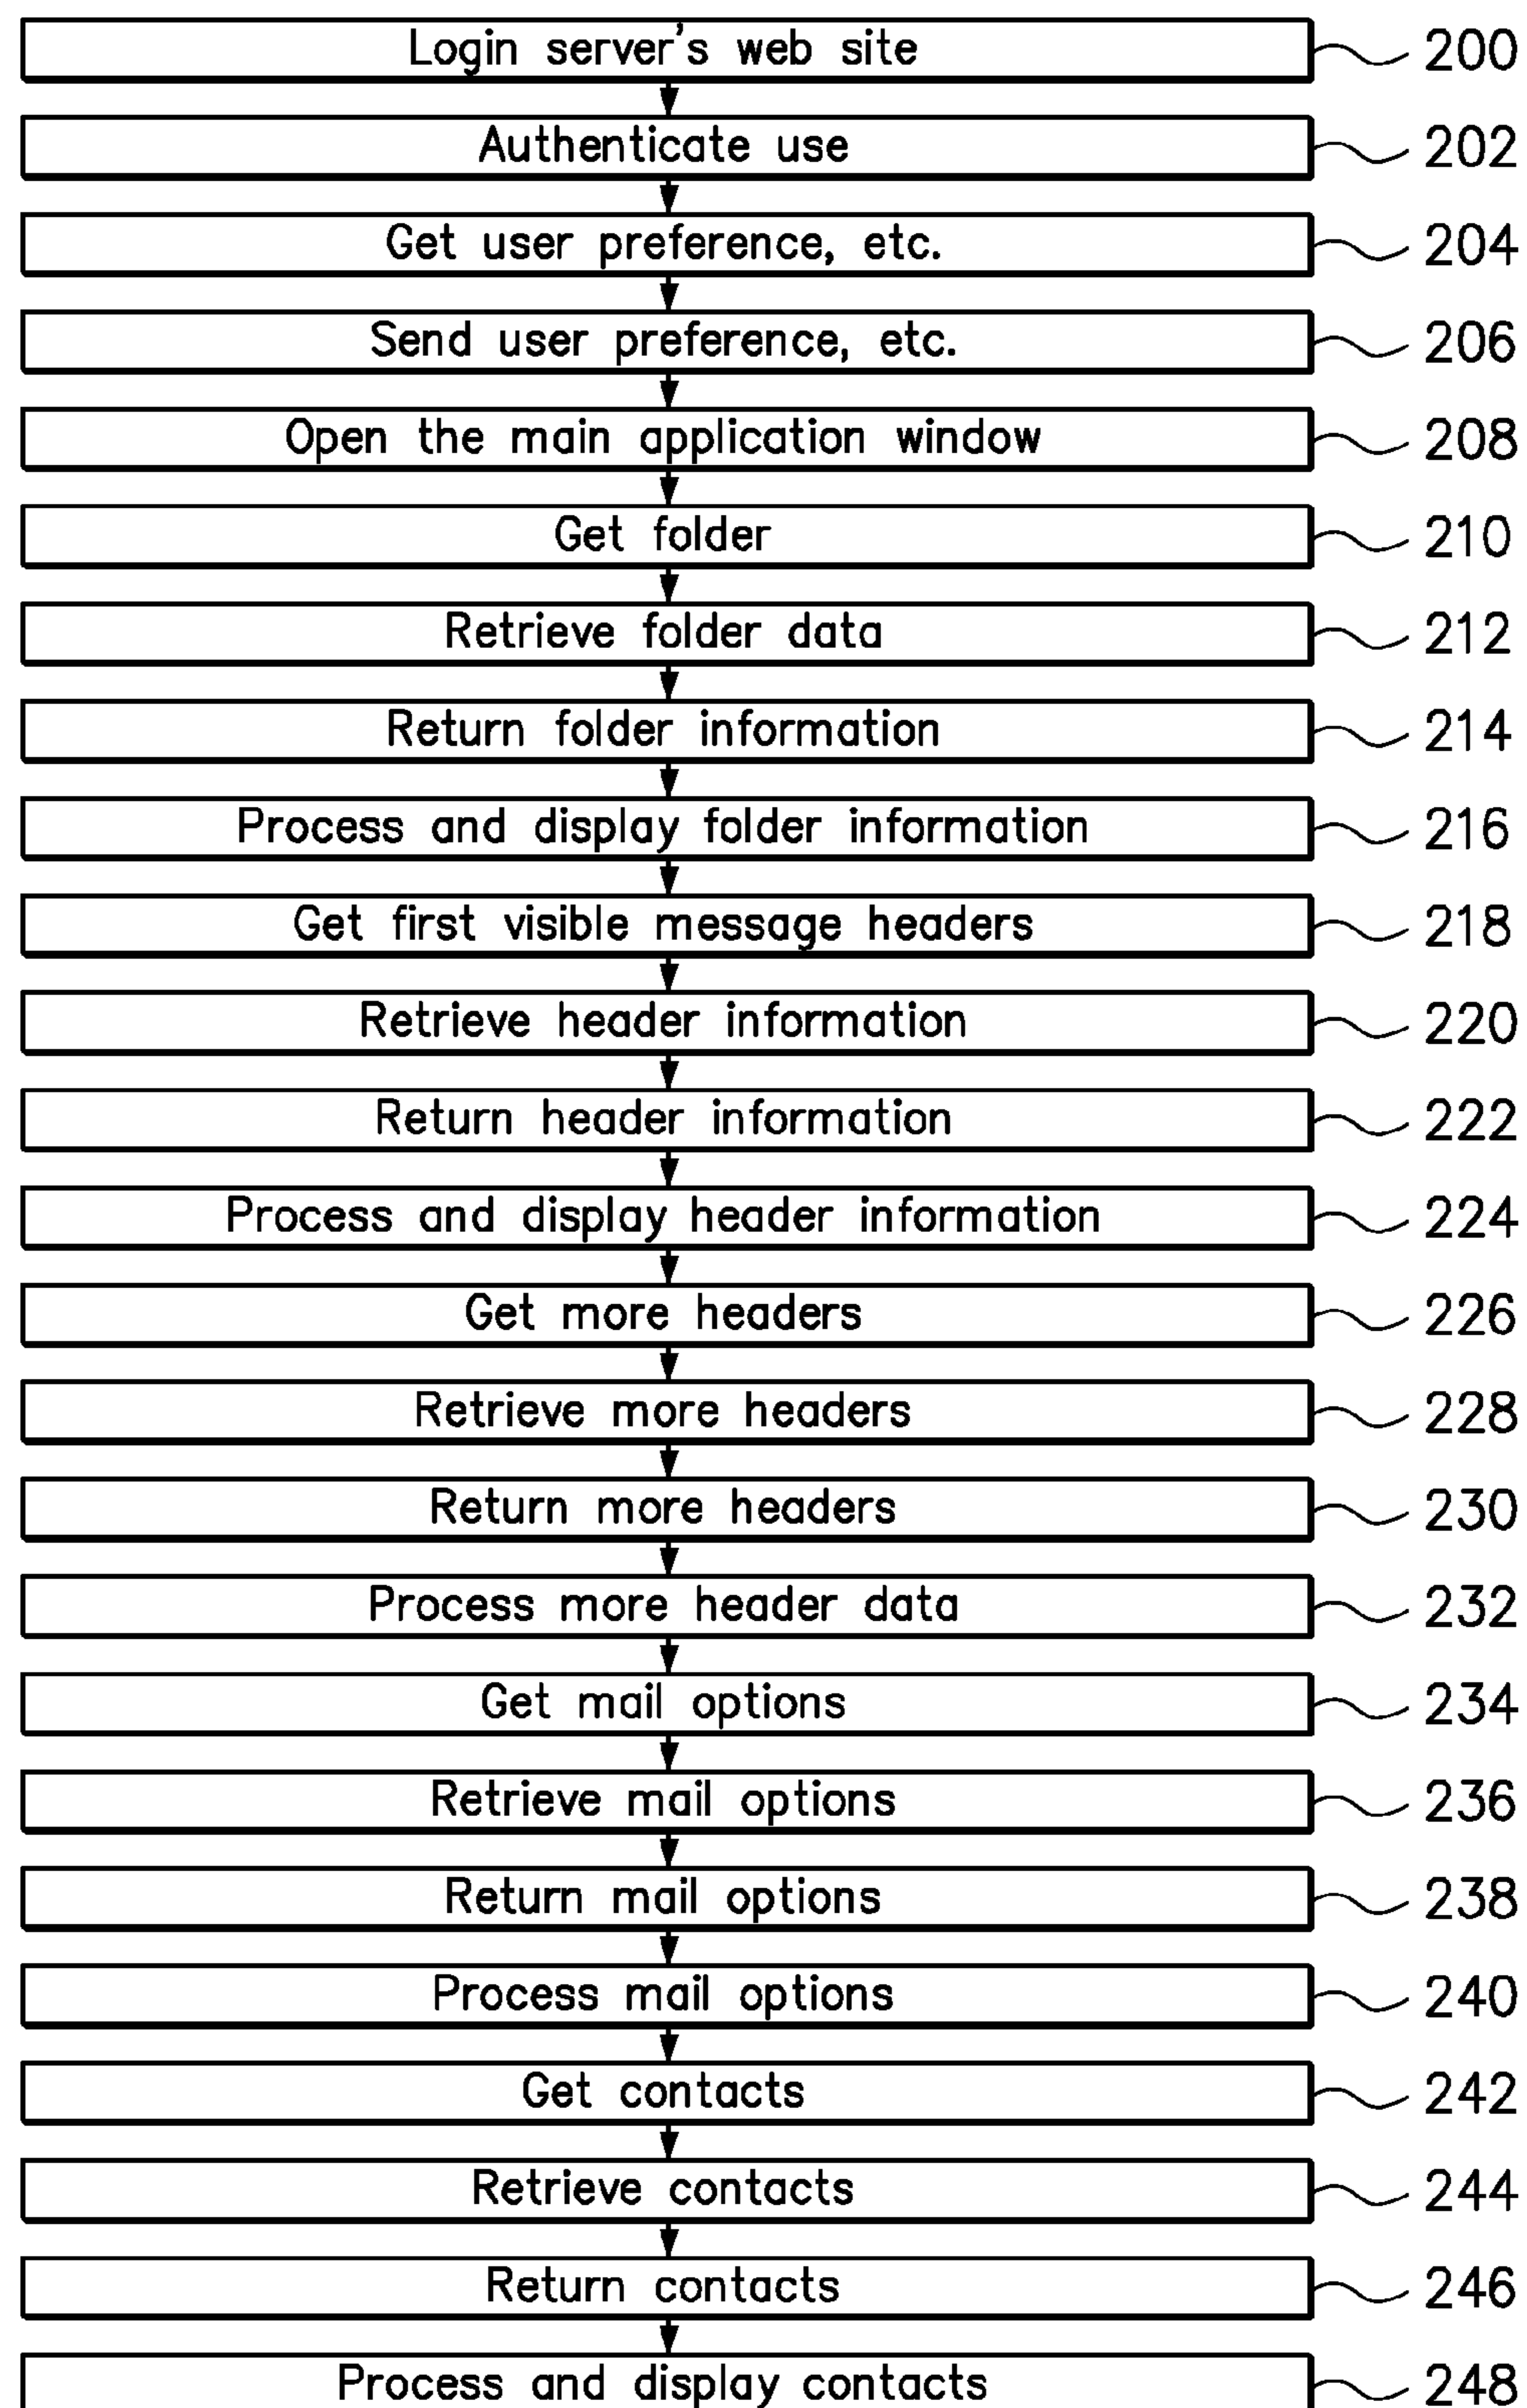 Login server's web site 200
Authenticate use 202
Get user preference, etc. 204
Send user preference, etc. 206
Open the main application window 208
Get folder 210
Retrieve folder data 212
Return folder information 214
Process and display folder information 216
Get first visible message headers 218
Retrieve header information 220
Return header information 222
Process and display header information 224
Get more headers 226
Retrieve more headers 228
Return more headers 230
Process more header data 232
Get mail options 234
Retrieve mail options 236
Return mail options 238
Process mail options 240
Get contacts 242
Retrieve contacts 244
Return contacts 246
Process and display contacts 248